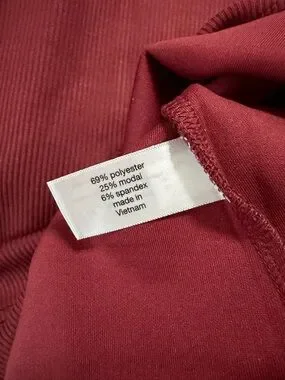 69% polyester
25% modal
6% spandex
made in
Vietnam